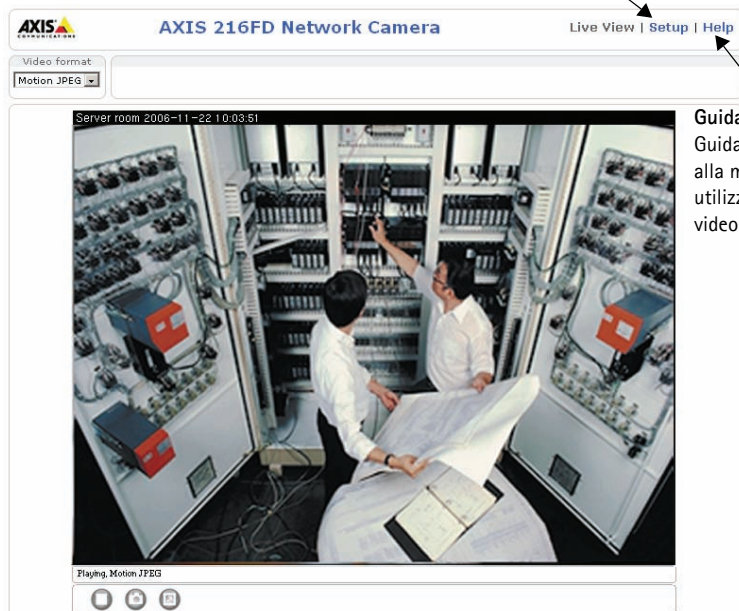 AXIS
COMMUNICATIONS
AXIS 216FD Network Camera
Live View | Setup | Help
Video format
Motion JPEG
Server room 2006-11-22 10:03:51
Guida
Guida
alla m
utilizz
video
Playing, Motion JPEG